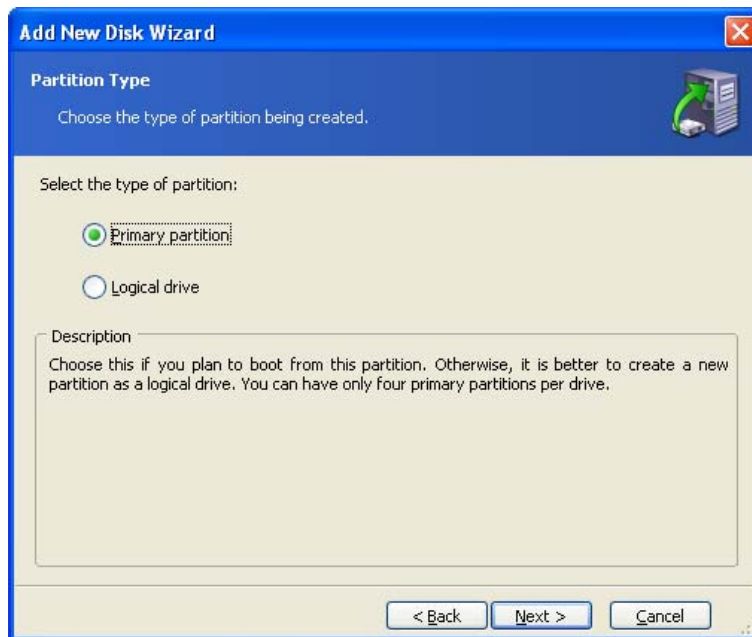 Add New Disk Wizard
Partition Type
Choose the type of partition being created.
Select the type of partition:
Primary partition
Logical drive
Description
Choose this if you plan to boot from this partition. Otherwise, it is better to create a new
partition as a logical drive. You can have only four primary partitions per drive.
< Back Next > Cancel